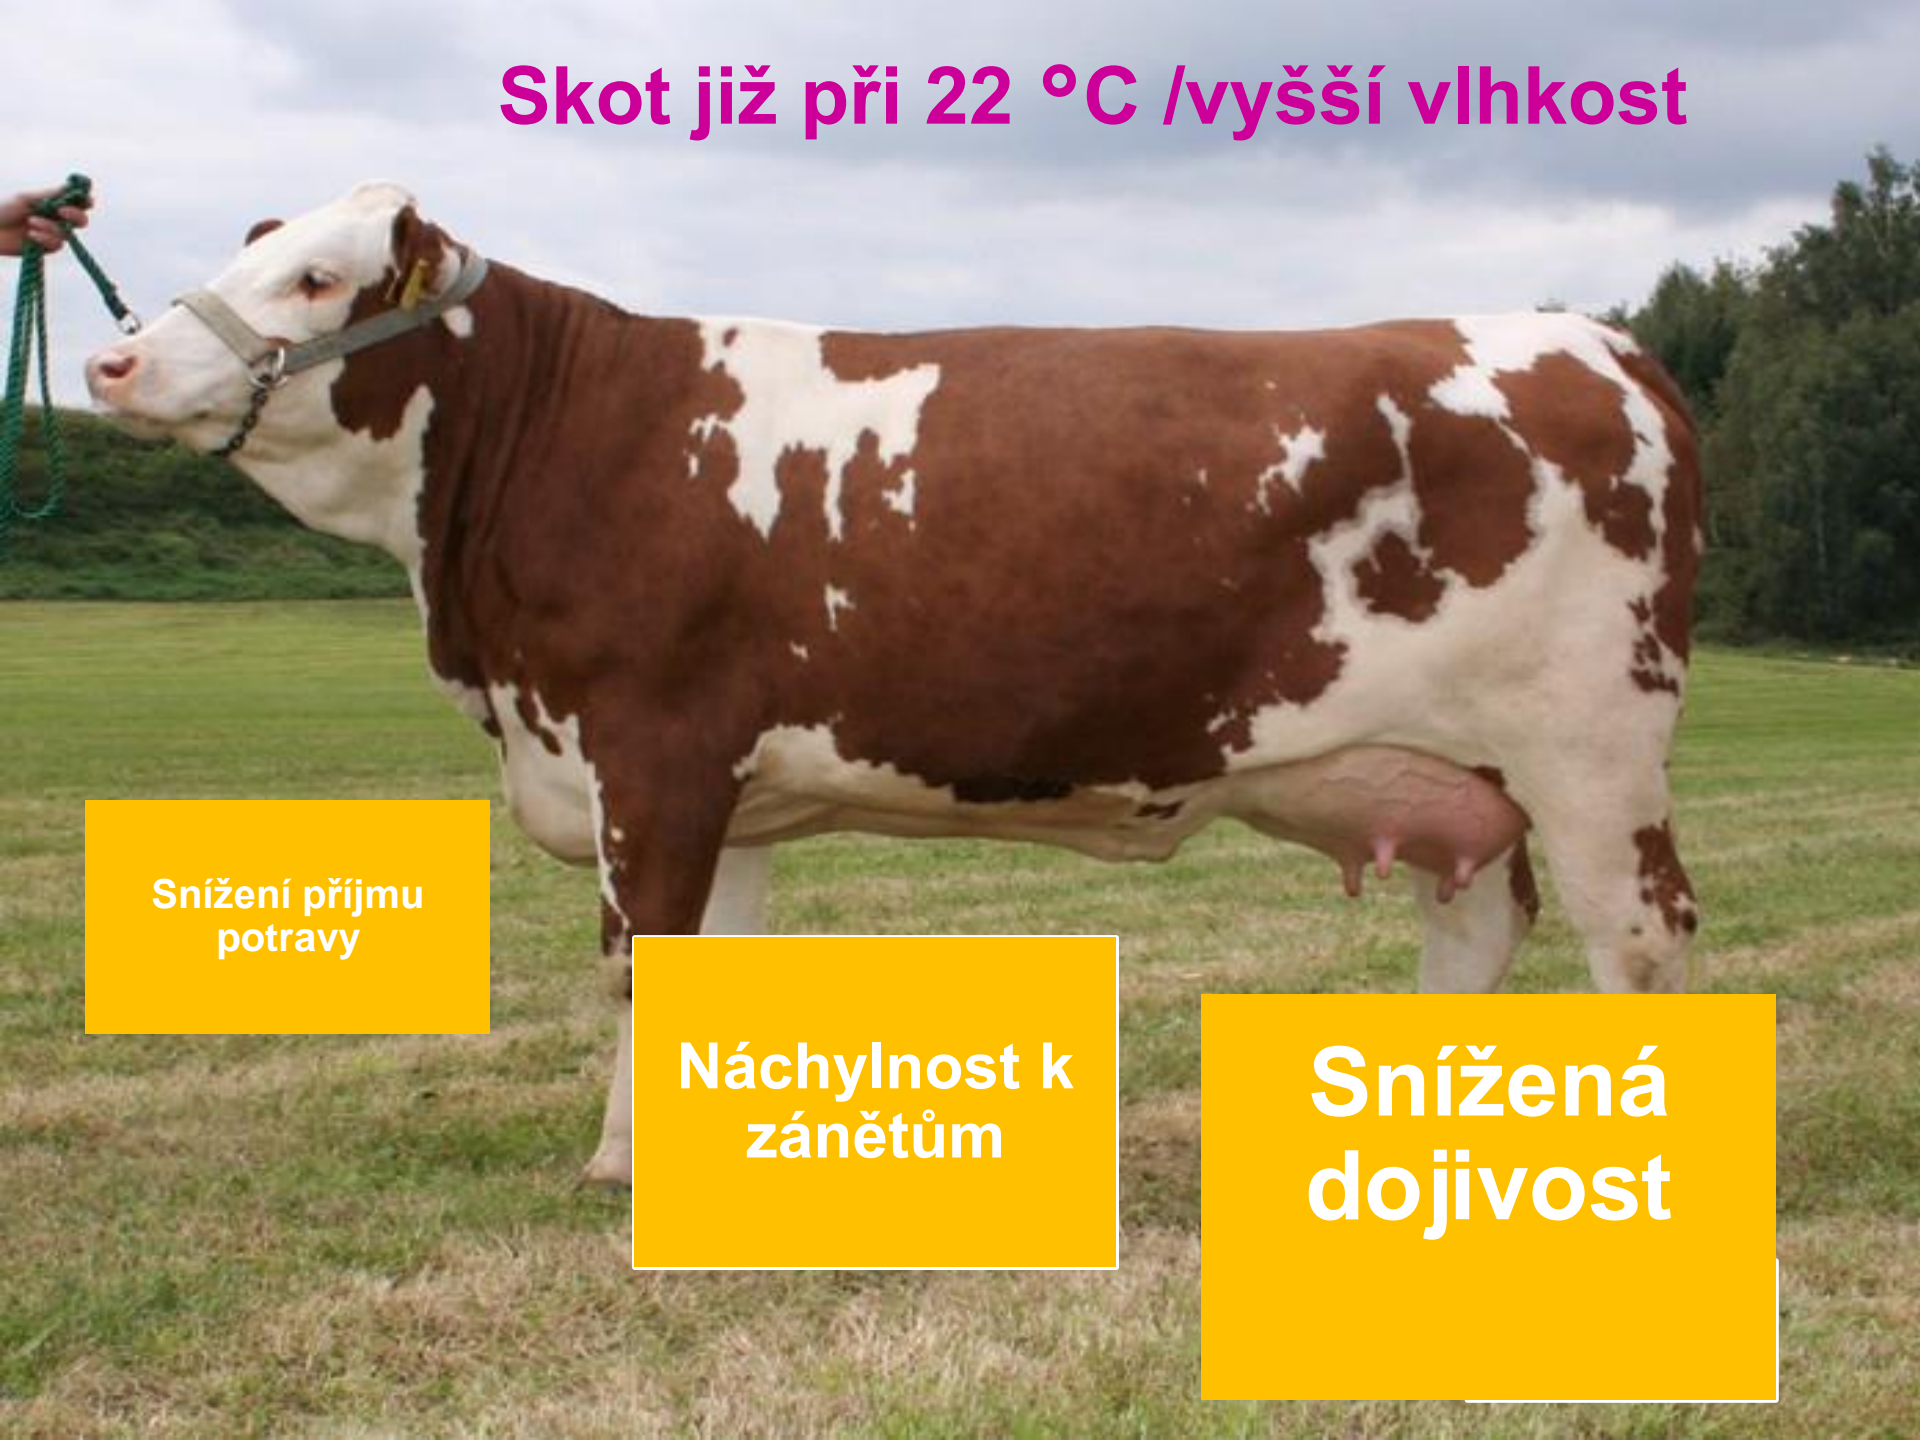 Skot již při 22 °C /vyšší vlhkost
Snížení příjmu
potravy
Náchylnost k
zánětům
Snížená
dojivost